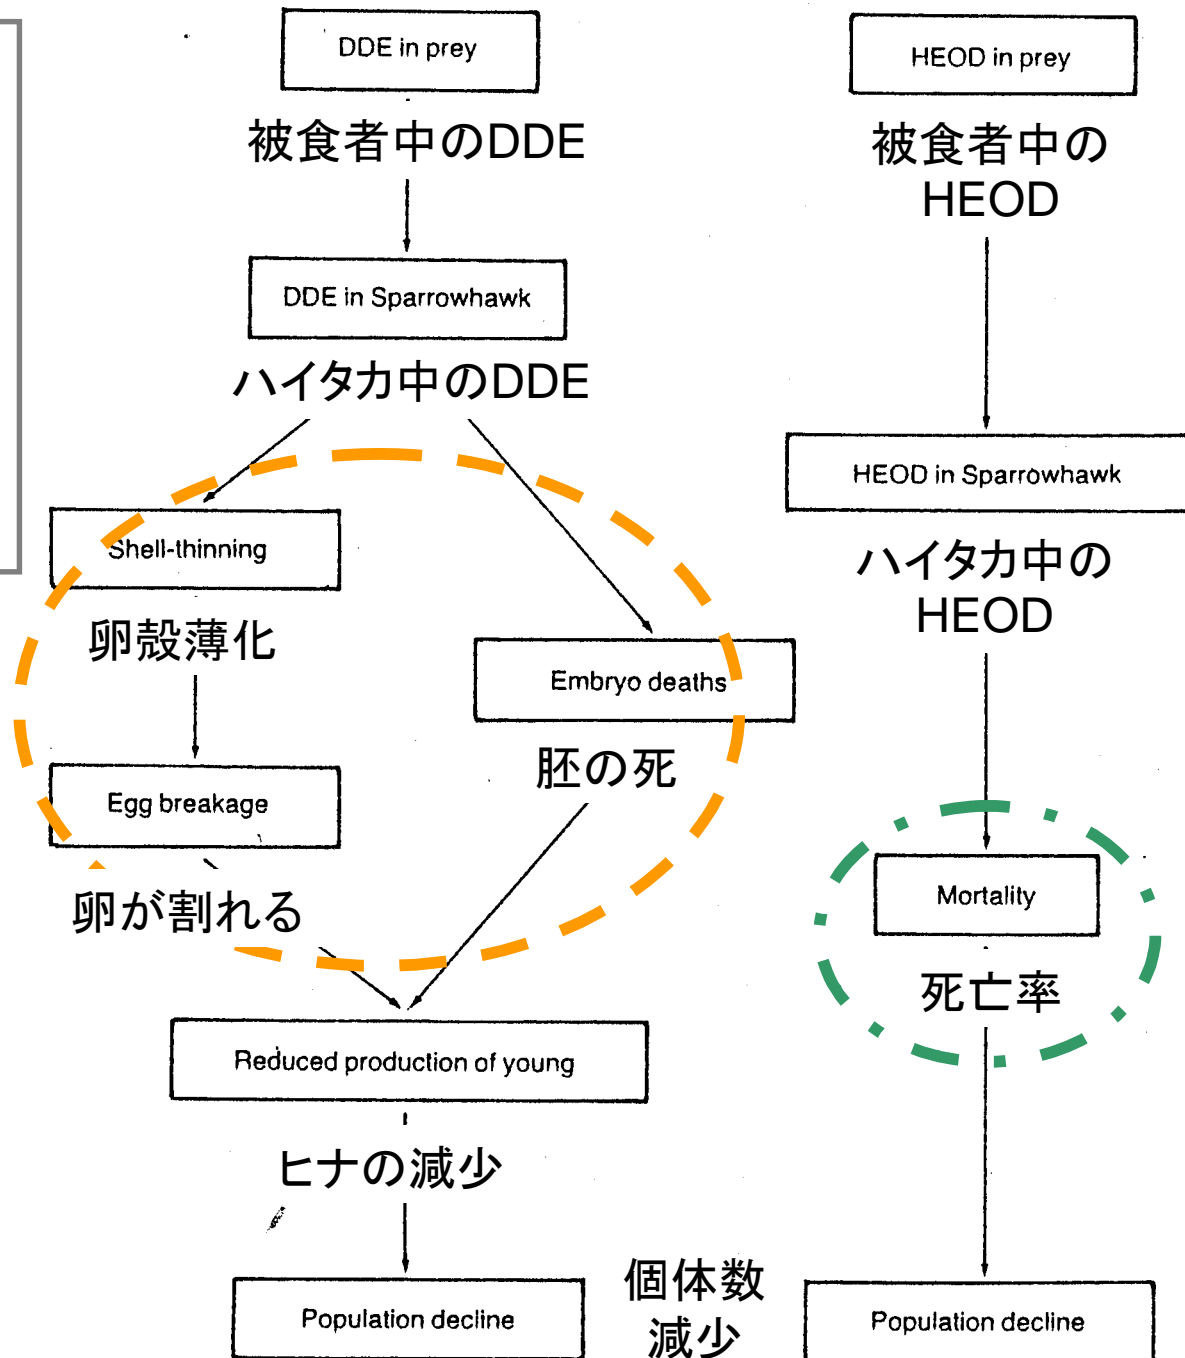 DDE in prey
被食者中のDDE
DDE in Sparrowhawk
ハイタカ中のDDE
Shell-thinning
卵殻薄化
Embryo deaths
胚の死
Egg breakage
卵が割れる
Reduced production of young
ヒナの減少
Population decline
個体数
減少
HEOD in prey
被食者中の
HEOD
HEOD in Sparrowhawk
ハイタカ中の
HEOD
Mortality
死亡率
Population decline